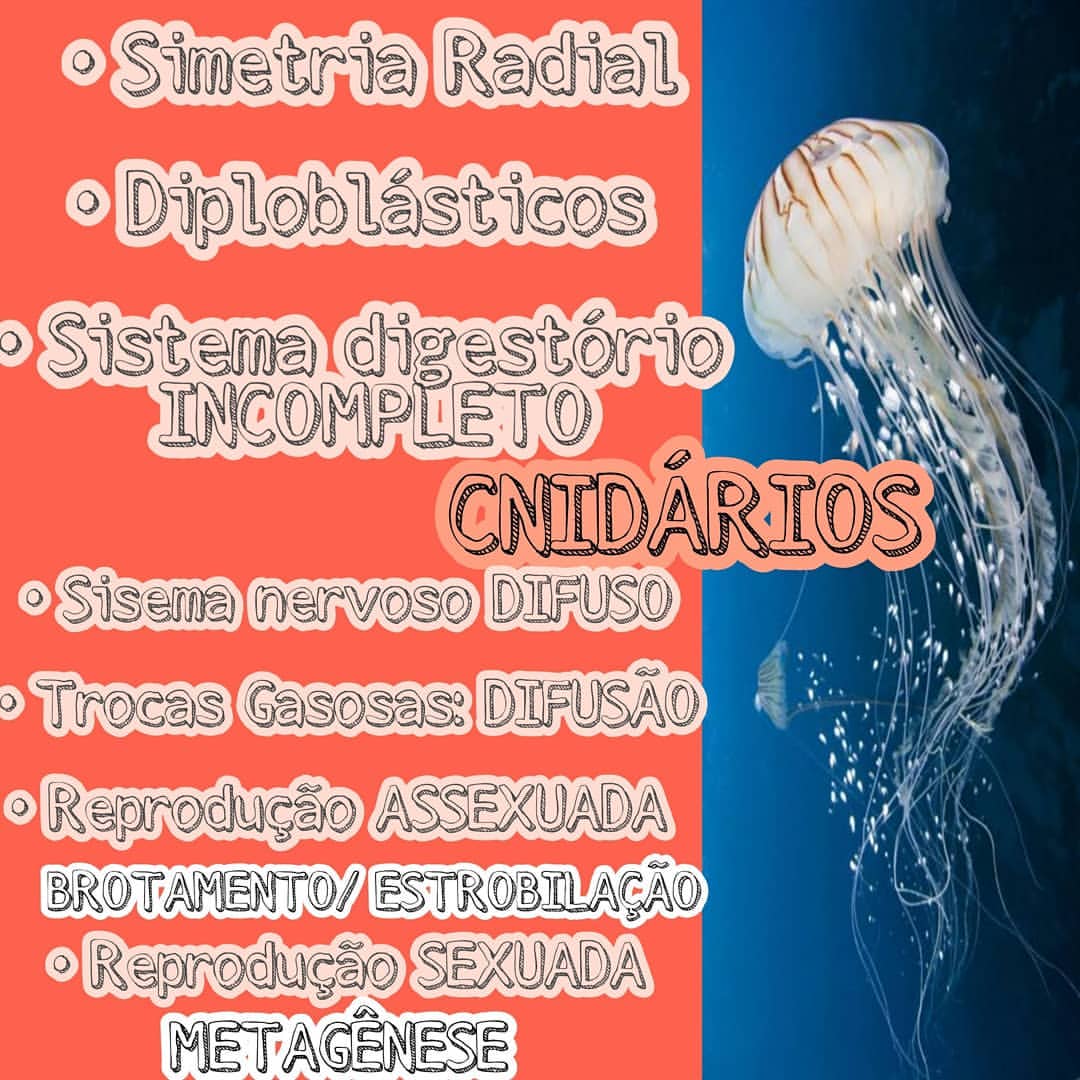 • Simetria Radial
• Diploblásticos
• Sistema digestório
INCOMPLETO
CNIDÁRIOS
• Sisema nervoso DIFUSO
• Trocas Gasosas: DIFUSÃO
• Reprodução ASSEXUADA
BROTAMENTO/ ESTROBILAÇÃO
• Reprodução SEXUADA
METAGÊNESE